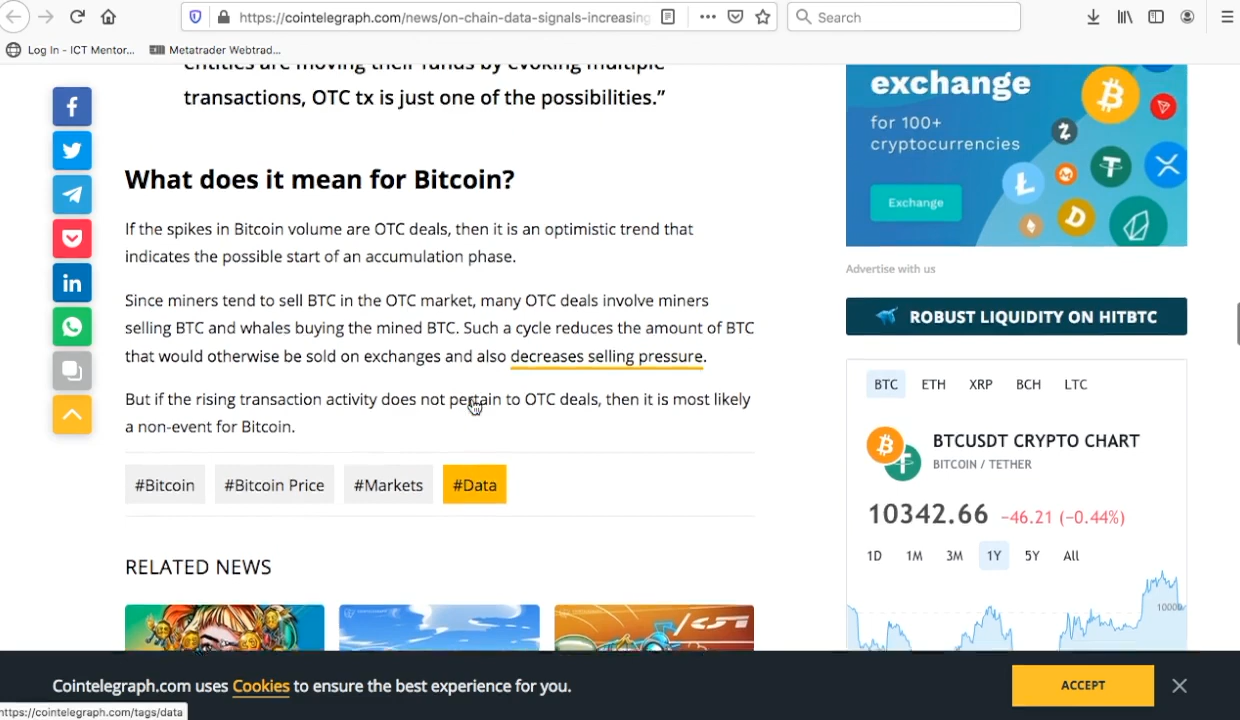 https://cointelegraph.com/news/on-chain-data-signals-increasing
Search
Log In - ICT Mentor...
Metatrader Webtrad...
entities are moving their funds by evoking multiple
transactions, OTC tx is just one of the possibilities.”
What does it mean for Bitcoin?
If the spikes in Bitcoin volume are OTC deals, then it is an optimistic trend that
indicates the possible start of an accumulation phase.
Since miners tend to sell BTC in the OTC market, many OTC deals involve miners
selling BTC and whales buying the mined BTC. Such a cycle reduces the amount of BTC
that would otherwise be sold on exchanges and also decreases selling pressure.
But if the rising transaction activity does not pertain to OTC deals, then it is most likely
a non-event for Bitcoin.
#Bitcoin
#Bitcoin Price
#Markets
#Data
RELATED NEWS
exchange
for 100+
cryptocurrencies
Exchange
Advertise with us
ROBUST LIQUIDITY ON HITBTC
BTC ETH XRP BCH LTC
BTCUSDT CRYPTO CHART
BITCOIN / TETHER
10342.66 −46.21 (−0.44%)
1D 1M 3M 1Y 5Y All
10000
Cointelegraph.com uses Cookies to ensure the best experience for you.
ACCEPT
https://cointelegraph.com/tags/data